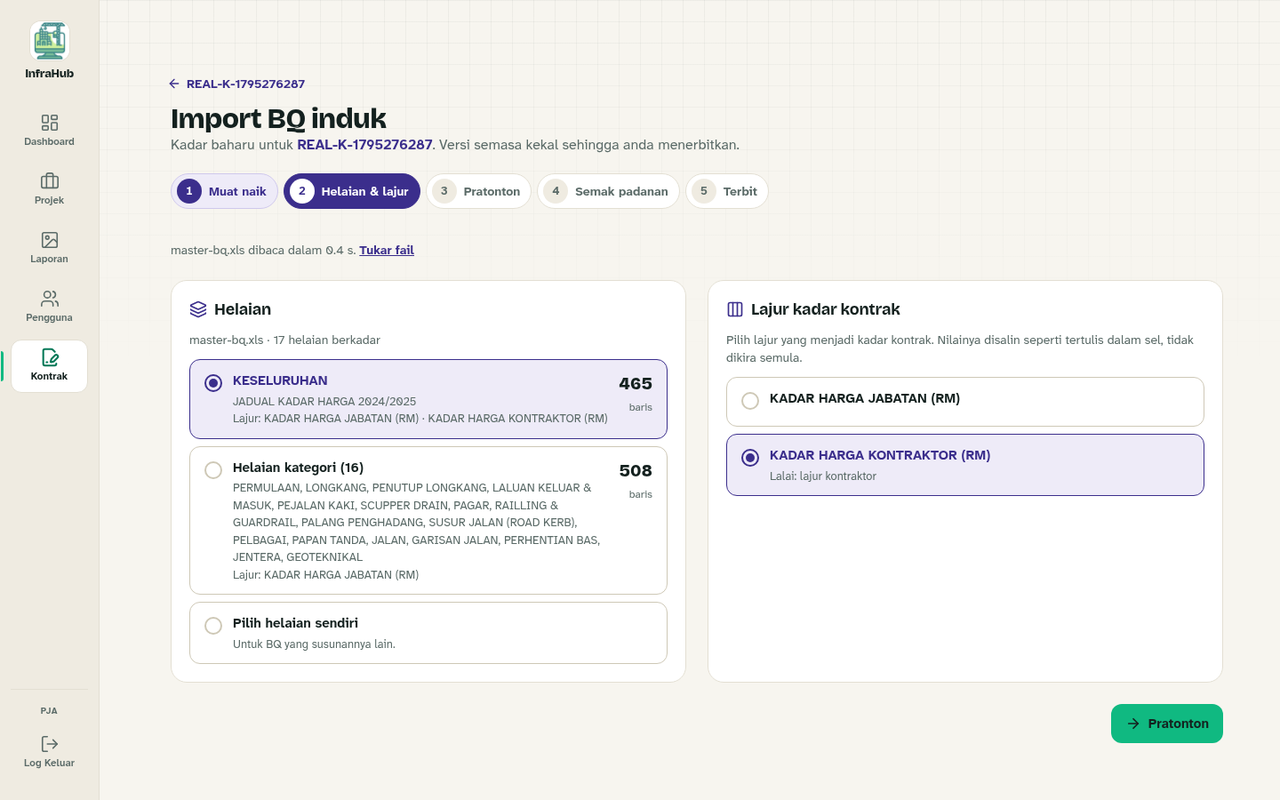 InfraHub
Dashboard
Projek
Laporan
Pengguna
Kontrak
PJA
Log Keluar
REAL-K-1795276287
Import BQ induk
Kadar baharu untuk REAL-K-1795276287. Versi semasa kekal sehingga anda menerbitkan.
1 Muat naik
2 Helaian & lajur
3 Pratonton
4 Semak padanan
5 Terbit
master-bq.xls dibaca dalam 0.4 s. Tukar fail
Helaian
master-bq.xls · 17 helaian berkadar
KESELURUHAN
465
JADUAL KADAR HARGA 2024/2025
baris
Lajur: KADAR HARGA JABATAN (RM) · KADAR HARGA KONTRAKTOR (RM)
Helaian kategori (16)
508
PERMULAAN, LONGKANG, PENUTUP LONGKANG, LALUAN KELUAR &
baris
MASUK, PEJALAN KAKI, SCUPPER DRAIN, PAGAR, RAILLING &
GUARDRAIL, PALANG PENGHADANG, SUSUR JALAN (ROAD KERB),
PELBAGAI, PAPAN TANDA, JALAN, GARISAN JALAN, PERHENTIAN BAS,
JENTERA, GEOTEKNIKAL
Lajur: KADAR HARGA JABATAN (RM)
Pilih helaian sendiri
Untuk BQ yang susunannya lain.
Lajur kadar kontrak
Pilih lajur yang menjadi kadar kontrak. Nilainya disalin seperti tertulis dalam sel, tidak
dikira semula.
KADAR HARGA JABATAN (RM)
KADAR HARGA KONTRAKTOR (RM)
Lalai: lajur kontraktor
Pratonton